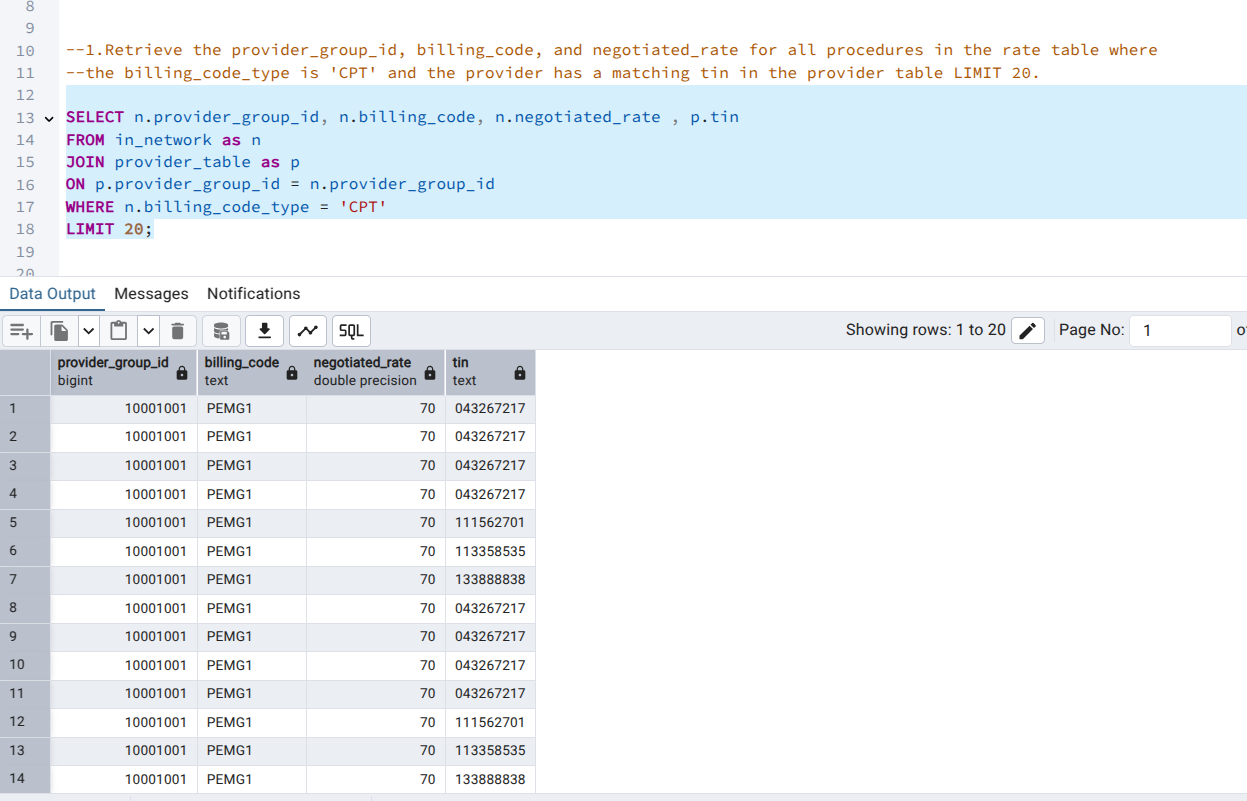 8
9
10 --1.Retrieve the provider_group_id, billing_code, and negotiated_rate for all procedures in the rate table where
11 --the billing_code_type is 'CPT' and the provider has a matching tin in the provider table LIMIT 20.
12
13 SELECT n.provider_group_id, n.billing_code, n.negotiated_rate , p.tin
14 FROM in_network as n
15 JOIN provider_table as p
16 ON p.provider_group_id = n.provider_group_id
17 WHERE n.billing_code_type = 'CPT'
18 LIMIT 20;
19
20
Data Output Messages Notifications
SQL Showing rows: 1 to 20 Page No: 1
provider_group_id billing_code negotiated_rate tin
bigint text double precision text
1 10001001 PEMG1 70 043267217
2 10001001 PEMG1 70 043267217
3 10001001 PEMG1 70 043267217
4 10001001 PEMG1 70 043267217
5 10001001 PEMG1 70 111562701
6 10001001 PEMG1 70 113358535
7 10001001 PEMG1 70 133888838
8 10001001 PEMG1 70 043267217
9 10001001 PEMG1 70 043267217
10 10001001 PEMG1 70 043267217
11 10001001 PEMG1 70 043267217
12 10001001 PEMG1 70 111562701
13 10001001 PEMG1 70 113358535
14 10001001 PEMG1 70 133888838